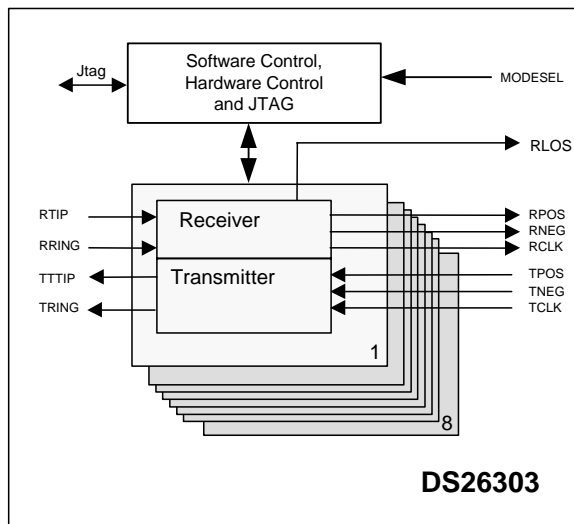 Jtag
Software Control,
Hardware Control
and JTAG
MODESEL
RLOS
RTIP
RRING
TTTIP
TRING
Receiver
Transmitter
RPOS
RNEG
RCLK
TPOS
TNEG
TCLK
1
8
DS26303